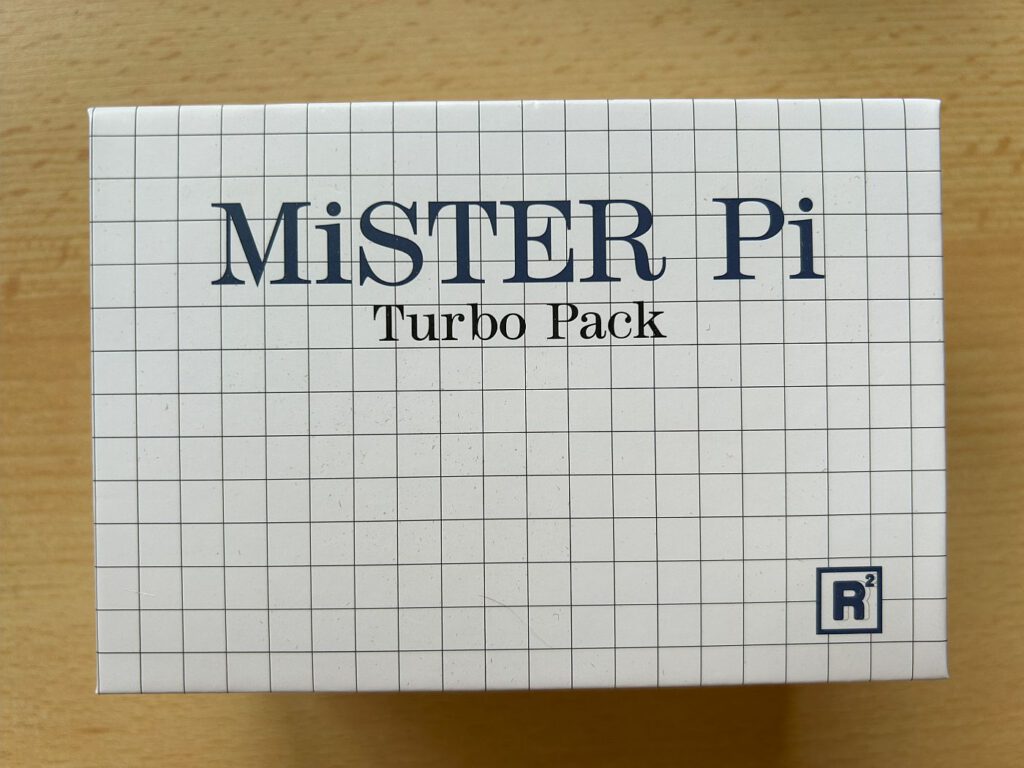 MiSTER Pi
Turbo Pack
R²